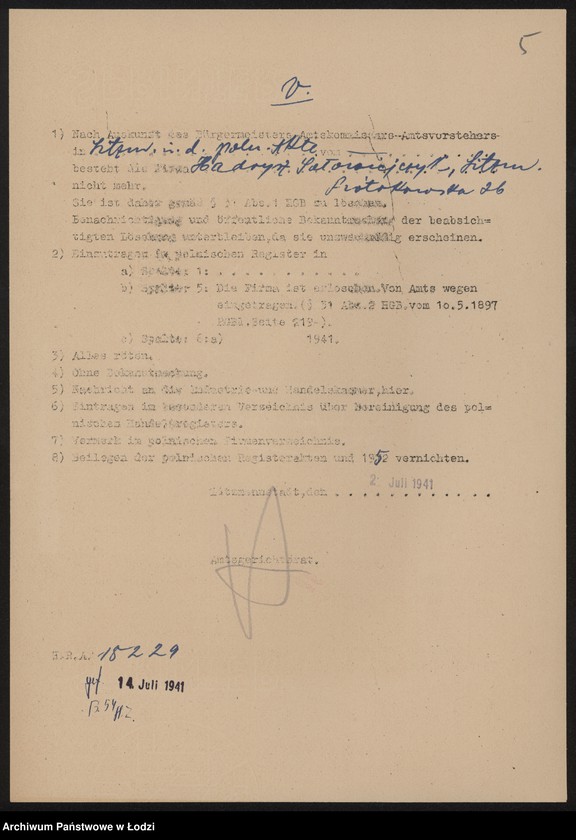 5
V.
1) Nach Auskunft des Bürgermeisters-Amtskommissars-Amtsvorstehers
in Litzm. u. d. poln. Akte vom
besteht die Firma Litzm.
nicht mehr. Piotrkowska 26
Sie ist daher gemäß § 31 Abs.2 HGB zu löschen.
Benachrichtigung und öffentliche Bekanntmachung der beabsich=
tigten Löschung unterbleiben, da sie unzweckmäßig erscheinen.
2) Einzutragen im polnischen Register in
a) Spalte 1: . . . . . . . . . . .
b) Spalte 5: Die Firma ist erloschen. Von Amts wegen
eingetragen. (§ 31 Abs.2 HGB. vom 10.5.1897
RGBl. Seite 219-).
c) Spalte 6: a) 1941.
3) Alles röten.
4) Ohne Bekanntmachung.
5) Nachricht an die Industrie-und Handelskammer, hier.
6) Eintragen im besonderen Verzeichnis über Bereinigung des pol=
nischen Handelsregisters.
7) Vermerk im polnischen Firmenverzeichnis.
8) Beilegen der polnischen Registerakten und 1952 vernichten.
2. Juli 1941
Litzmannstadt, den . . . . . . . . . . . . .
Amtsgerichtsrat.
H.R.A. 15229
gef 14. Juli 1941
Archiwum Państwowe w Łodzi